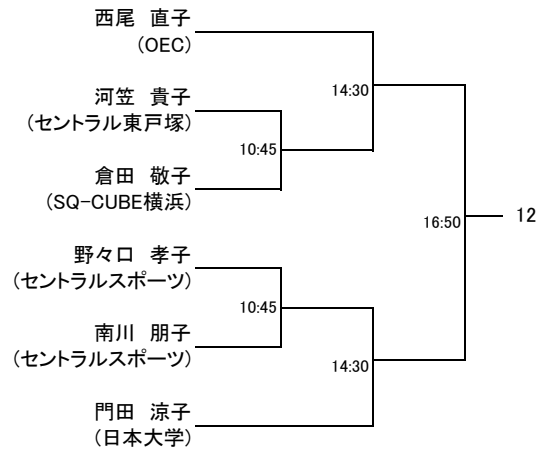 西尾　直子
(OEC)
14:30
河笠　貴子
(セントラル東戸塚)
10:45
倉田　敬子
(SQ-CUBE横浜)
16:50
12
野々口　孝子
(セントラルスポーツ)
10:45
南川　朋子
(セントラルスポーツ)
14:30
門田　涼子
(日本大学)